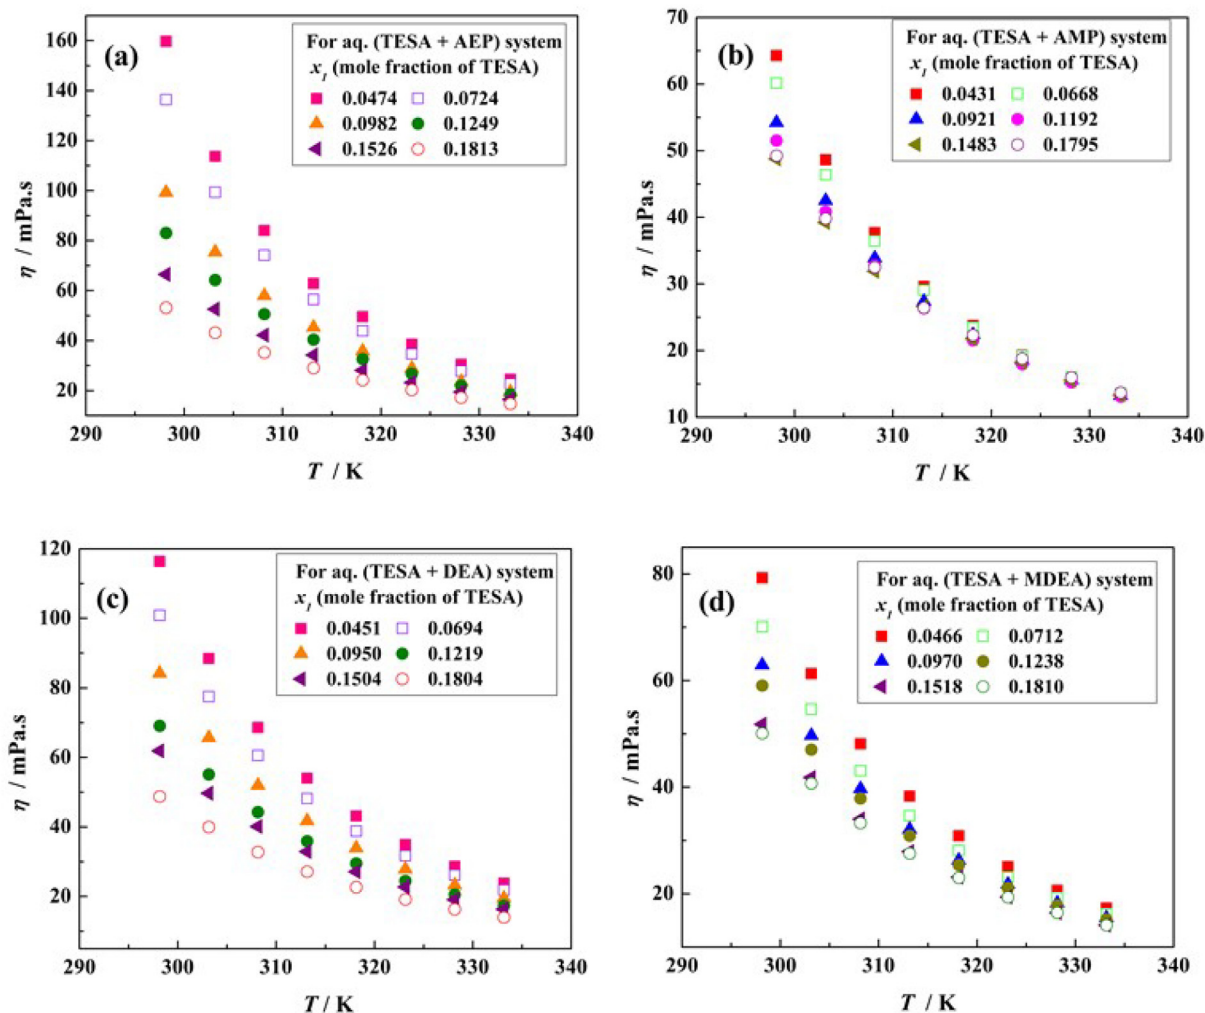 (a)
For aq. (TESA + AEP) system
x1 (mole fraction of TESA)
0.0474 0.0724
0.0982 0.1249
0.1526 0.1813
160
140
120
100
80
60
40
20
η / mPa.s
290 300 310 320 330 340
T / K
(b)
For aq. (TESA + AMP) system
x1 (mole fraction of TESA)
0.0431 0.0668
0.0921 0.1192
0.1483 0.1795
70
60
50
40
30
20
10
η / mPa.s
290 300 310 320 330 340
T / K
(c)
For aq. (TESA + DEA) system
x1 (mole fraction of TESA)
0.0451 0.0694
0.0950 0.1219
0.1504 0.1804
120
100
80
60
40
20
η / mPa.s
290 300 310 320 330 340
T / K
(d)
For aq. (TESA + MDEA) system
x1 (mole fraction of TESA)
0.0466 0.0712
0.0970 0.1238
0.1518 0.1810
80
60
40
20
η / mPa.s
290 300 310 320 330 340
T / K